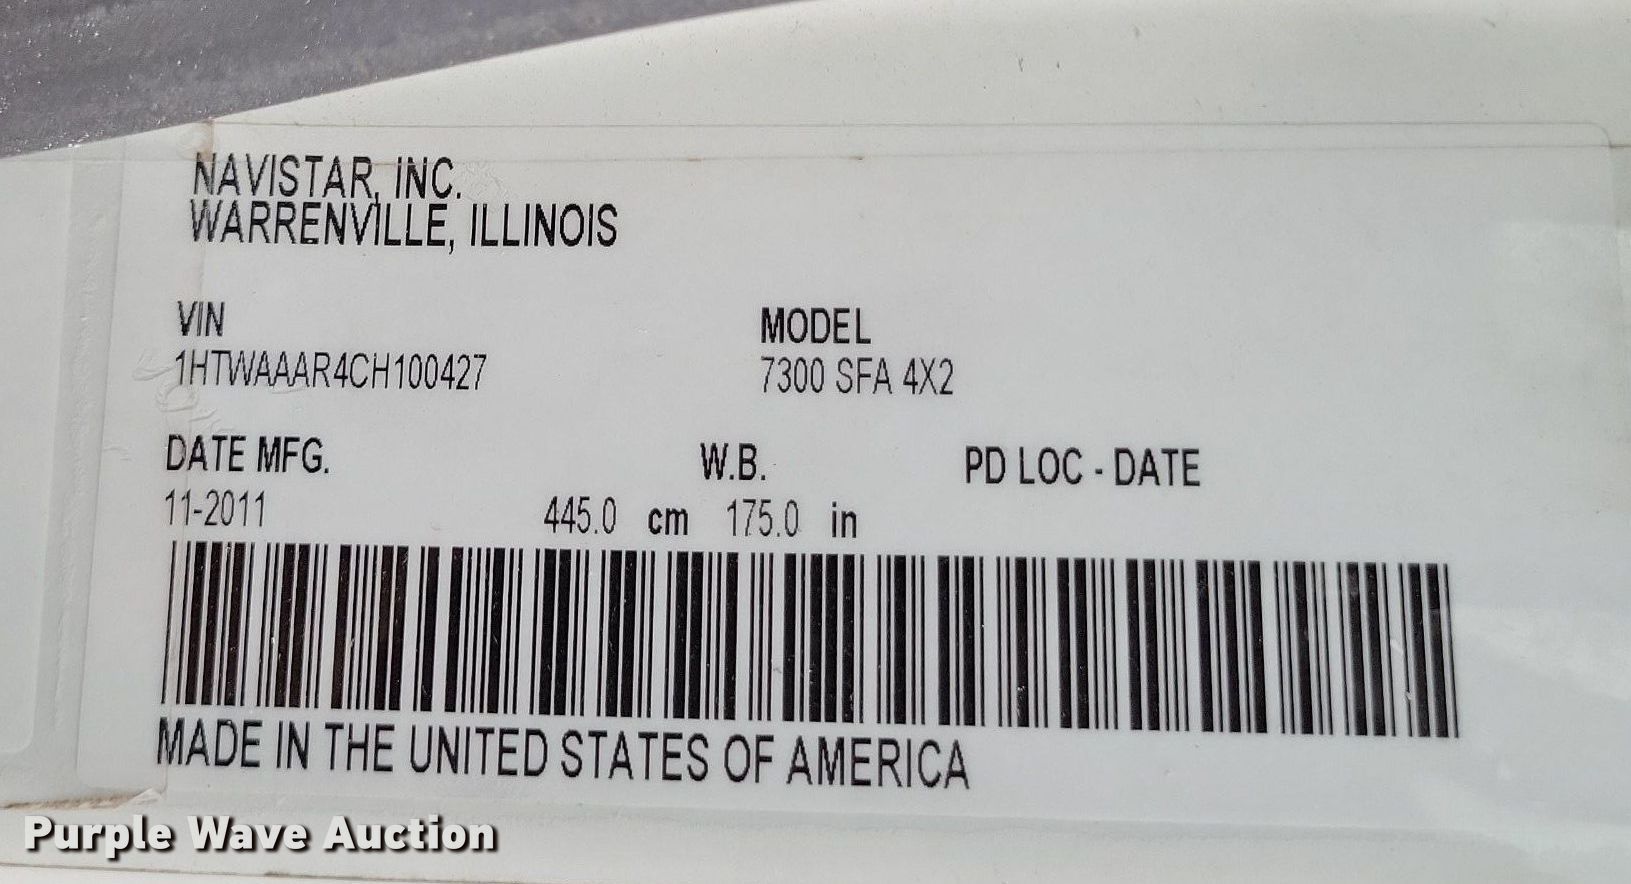 NAVISTAR, INC.
WARRENVILLE, ILLINOIS
VIN MODEL
1HTWAAAR4CH100427 7300 SFA 4X2
DATE MFG. W.B. PD LOC - DATE
11-2011 445.0 cm 175.0 in
MADE IN THE UNITED STATES OF AMERICA
Purple Wave Auction